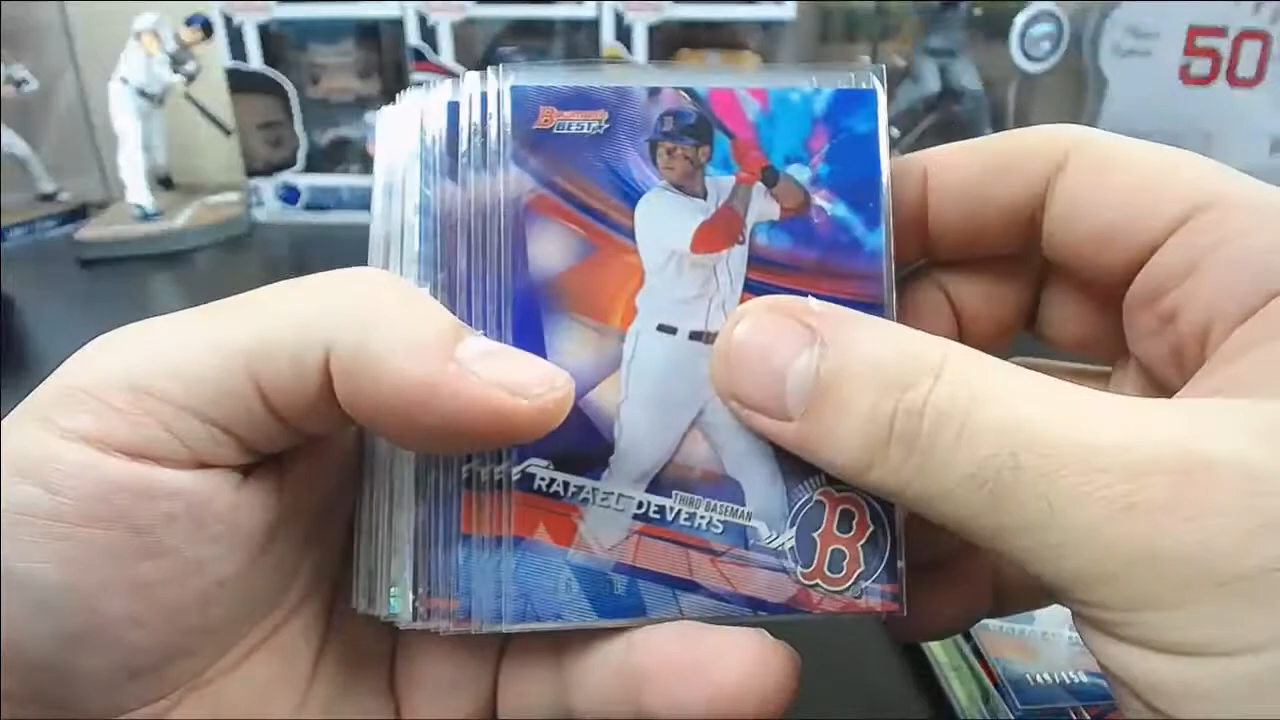 50
Bowman's
BEST
B
RAFAEL DEVERS
THIRD BASEMAN
B
149/150